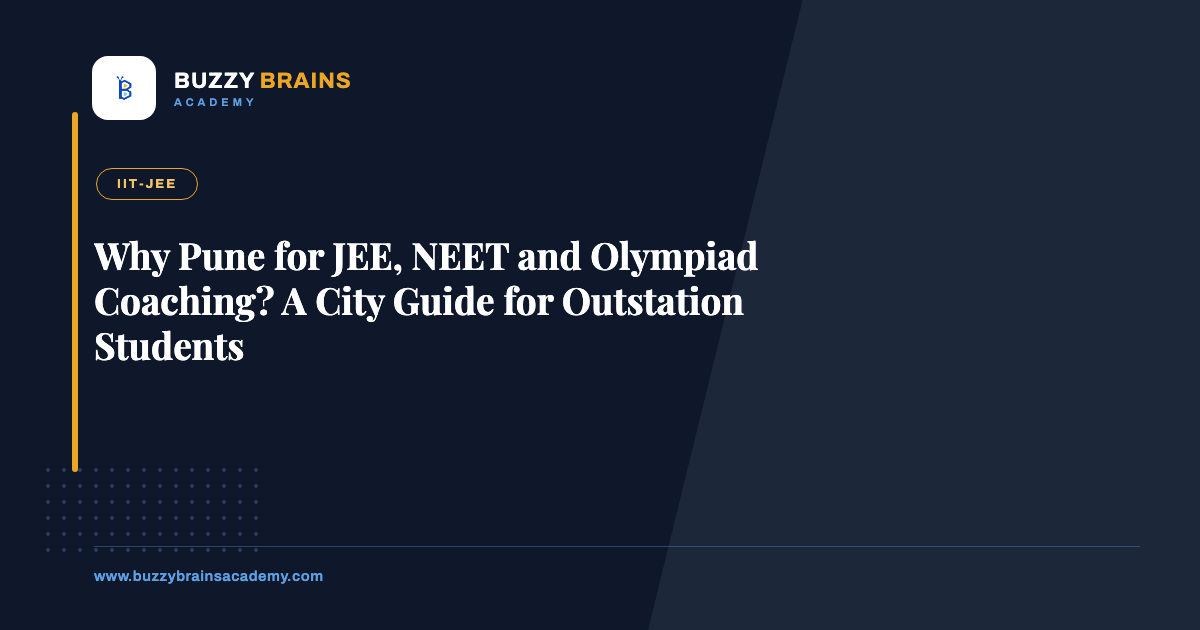 BUZZY BRAINS
ACADEMY
IIT-JEE
Why Pune for JEE, NEET and Olympiad
Coaching? A City Guide for Outstation
Students
www.buzzybrainsacademy.com